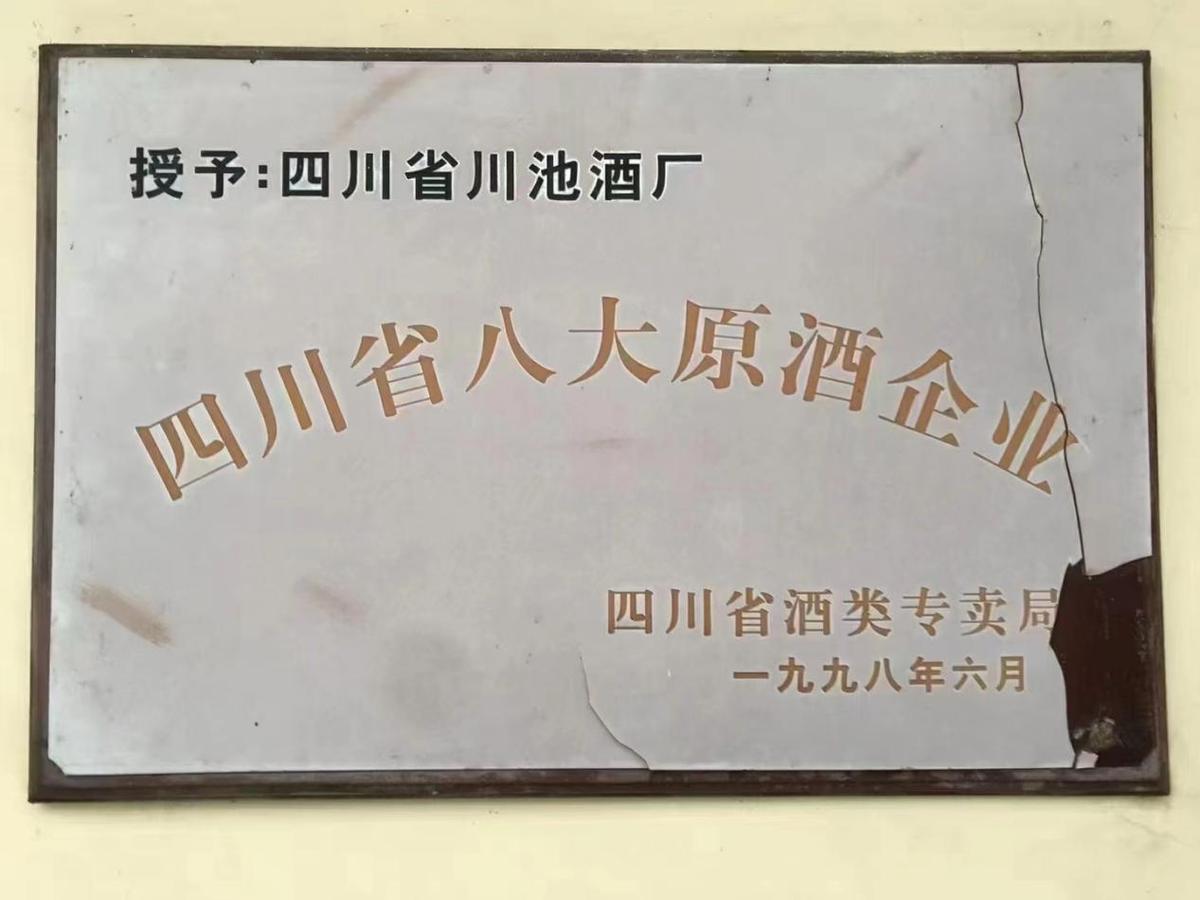 授予:四川省川池酒厂
四川省八大原酒企业
四川省酒类专卖局
一九九八年六月